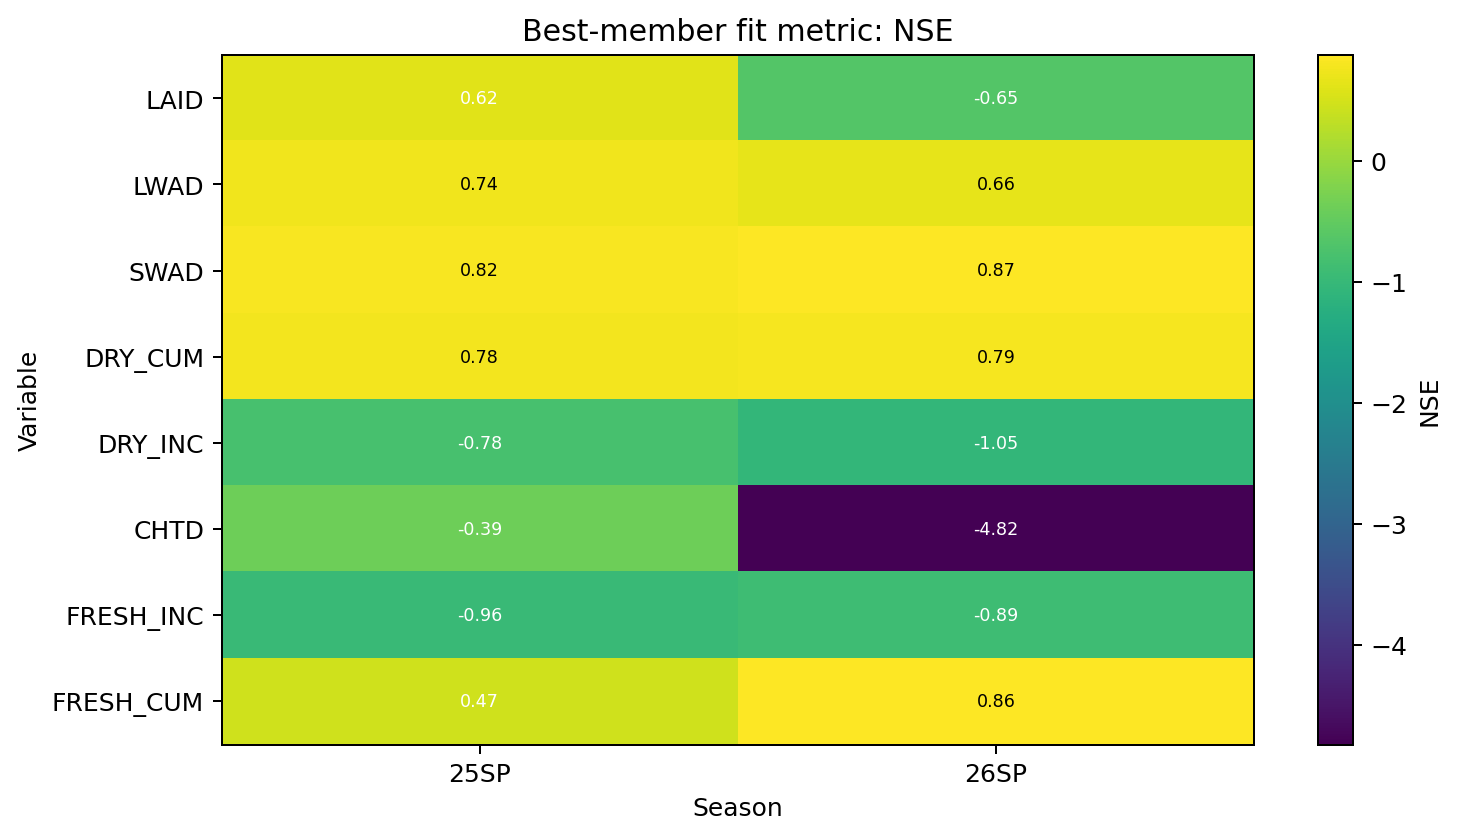 Best-member fit metric: NSE
LAID 0.62 -0.65
LWAD 0.74 0.66
SWAD 0.82 0.87
DRY_CUM 0.78 0.79
DRY_INC -0.78 -1.05
CHTD -0.39 -4.82
FRESH_INC -0.96 -0.89
FRESH_CUM 0.47 0.86
25SP 26SP
Season
Variable
0
−1
−2
−3
−4
NSE